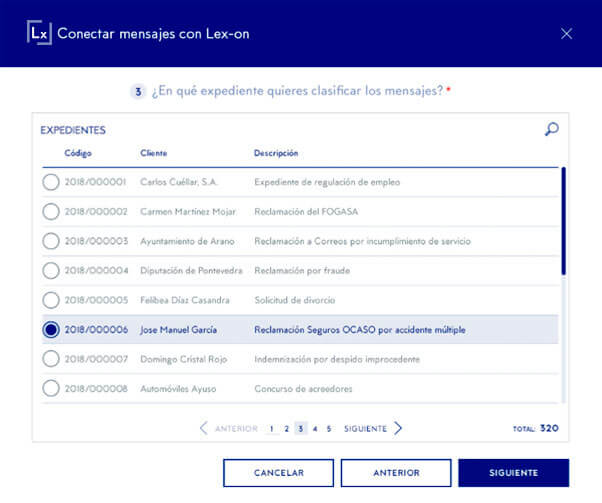 Lx Conectar mensajes con Lex-on
3 ¿En qué expediente quieres clasificar los mensajes? *
EXPEDIENTES
Código Cliente Descripción
2018/000001 Carlos Cuéllar, S.A. Expediente de regulación de empleo
2018/000002 Carmen Martínez Mojar Reclamación del FOGASA
2018/000003 Ayuntamiento de Arano Reclamación a Correos por incumplimiento de servicio
2018/000004 Diputación de Pontevedra Reclamación por fraude
2018/000005 Felibea Díaz Casandra Solicitud de divorcio
2018/000006 Jose Manuel García Reclamación Seguros OCASO por accidente múltiple
2018/000007 Domingo Cristal Rojo Indemnización por despido improcedente
2018/000008 Automóviles Ayuso Concurso de acreedores
ANTERIOR 1 2 3 4 5 SIGUIENTE TOTAL: 320
CANCELAR ANTERIOR SIGUIENTE